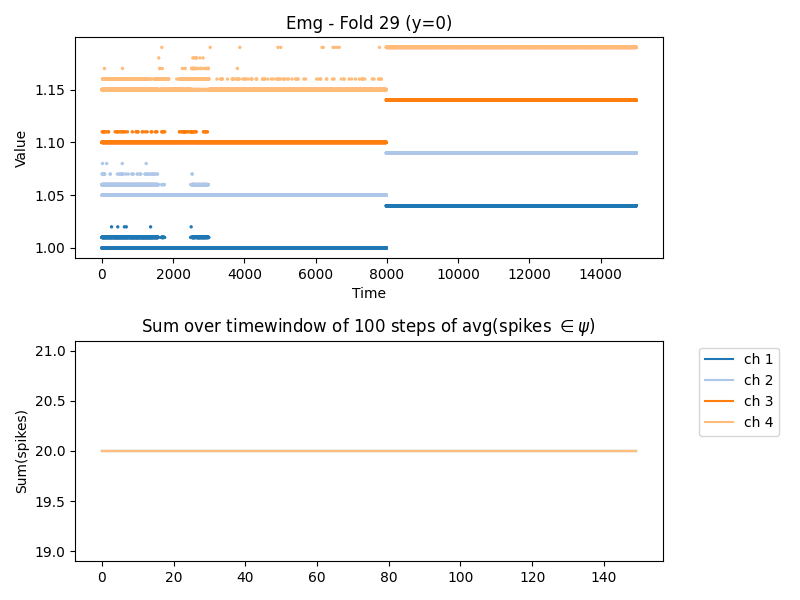 Emg - Fold 29 (y=0)
Value
1.15
1.10
1.05
1.00
0 2000 4000 6000 8000 10000 12000 14000
Time
Sum over timewindow of 100 steps of avg(spikes ∈ψ)
Sum(spikes)
21.0
20.5
20.0
19.5
19.0
0 20 40 60 80 100 120 140
ch 1
ch 2
ch 3
ch 4